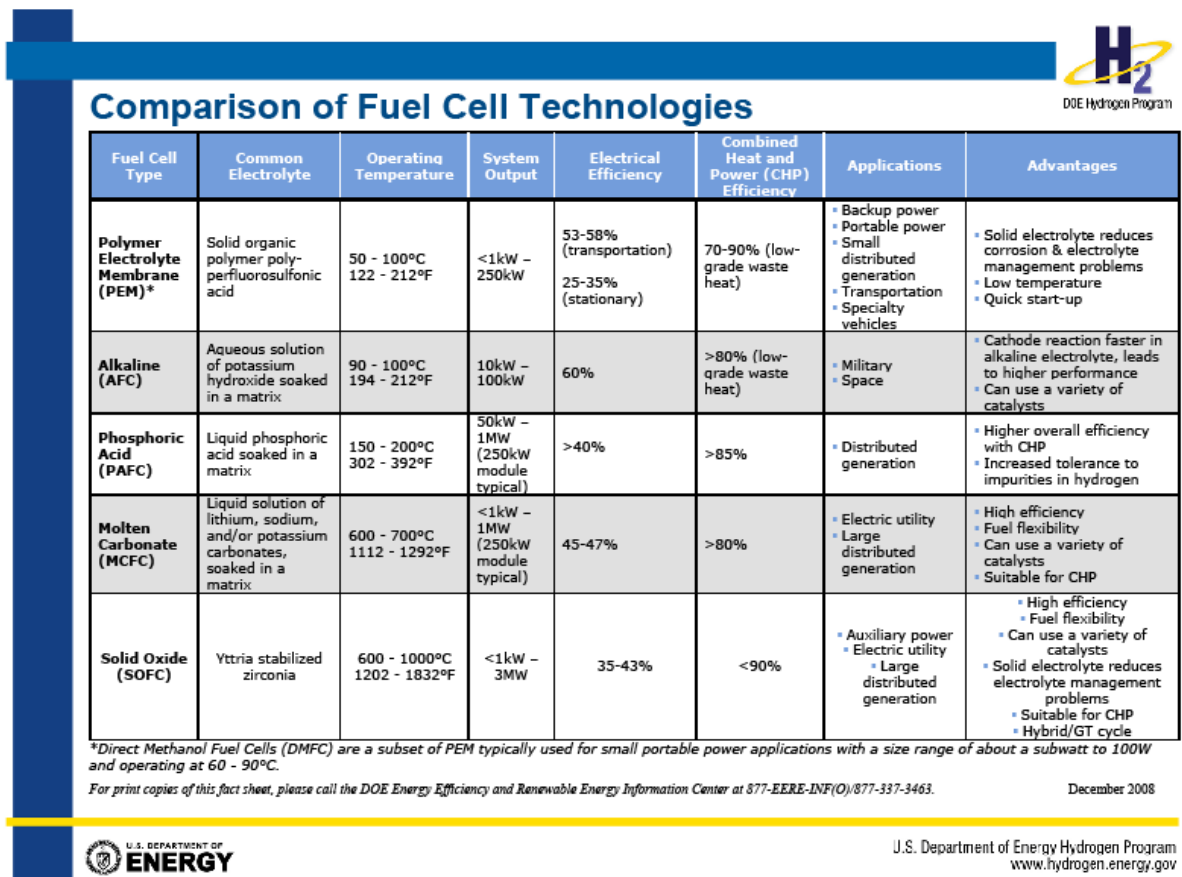 H2
DOE Hydrogen Program
Comparison of Fuel Cell Technologies
Fuel Cell
Type
Common
Electrolyte
Operating
Temperature
System
Output
Electrical
Efficiency
Combined
Heat and
Power (CHP)
Efficiency
Applications
Advantages
Polymer
Electrolyte
Membrane
(PEM)*
Solid organic
polymer poly-
perfluorosulfonic
acid
50 - 100ºC
122 - 212ºF
<1kW –
250kW
53-58%
(transportation)
25-35%
(stationary)
70-90% (low-
grade waste
heat)
▪ Backup power
▪ Portable power
▪ Small
distributed
generation
▪ Transportation
▪ Specialty
vehicles
▪ Solid electrolyte reduces
corrosion & electrolyte
management problems
▪ Low temperature
▪ Quick start-up
Alkaline
(AFC)
Aqueous solution
of potassium
hydroxide soaked
in a matrix
90 - 100ºC
194 - 212ºF
10kW –
100kW
60%
>80% (low-
grade waste
heat)
▪ Military
▪ Space
▪ Cathode reaction faster in
alkaline electrolyte, leads
to higher performance
▪ Can use a variety of
catalysts
Phosphoric
Acid
(PAFC)
Liquid phosphoric
acid soaked in a
matrix
150 - 200ºC
302 - 392ºF
50kW –
1MW
(250kW
module
typical)
>40%
>85%
▪ Distributed
generation
▪ Higher overall efficiency
with CHP
▪ Increased tolerance to
impurities in hydrogen
Molten
Carbonate
(MCFC)
Liquid solution of
lithium, sodium,
and/or potassium
carbonates,
soaked in a
matrix
600 - 700ºC
1112 - 1292ºF
<1kW –
1MW
(250kW
module
typical)
45-47%
>80%
▪ Electric utility
▪ Large
distributed
generation
▪ High efficiency
▪ Fuel flexibility
▪ Can use a variety of
catalysts
▪ Suitable for CHP
Solid Oxide
(SOFC)
Yttria stabilized
zirconia
600 - 1000ºC
1202 - 1832ºF
<1kW –
3MW
35-43%
<90%
▪ Auxiliary power
▪ Electric utility
▪ Large
distributed
generation
▪ High efficiency
▪ Fuel flexibility
▪ Can use a variety of
catalysts
▪ Solid electrolyte reduces
electrolyte management
problems
▪ Suitable for CHP
▪ Hybrid/GT cycle
*Direct Methanol Fuel Cells (DMFC) are a subset of PEM typically used for small portable power applications with a size range of about a subwatt to 100W
and operating at 60 - 90ºC.
For print copies of this fact sheet, please call the DOE Energy Efficiency and Renewable Energy Information Center at 877-EERE-INF(O)/877-337-3463.
December 2008
U.S. DEPARTMENT OF
ENERGY
U.S. Department of Energy Hydrogen Program
www.hydrogen.energy.gov